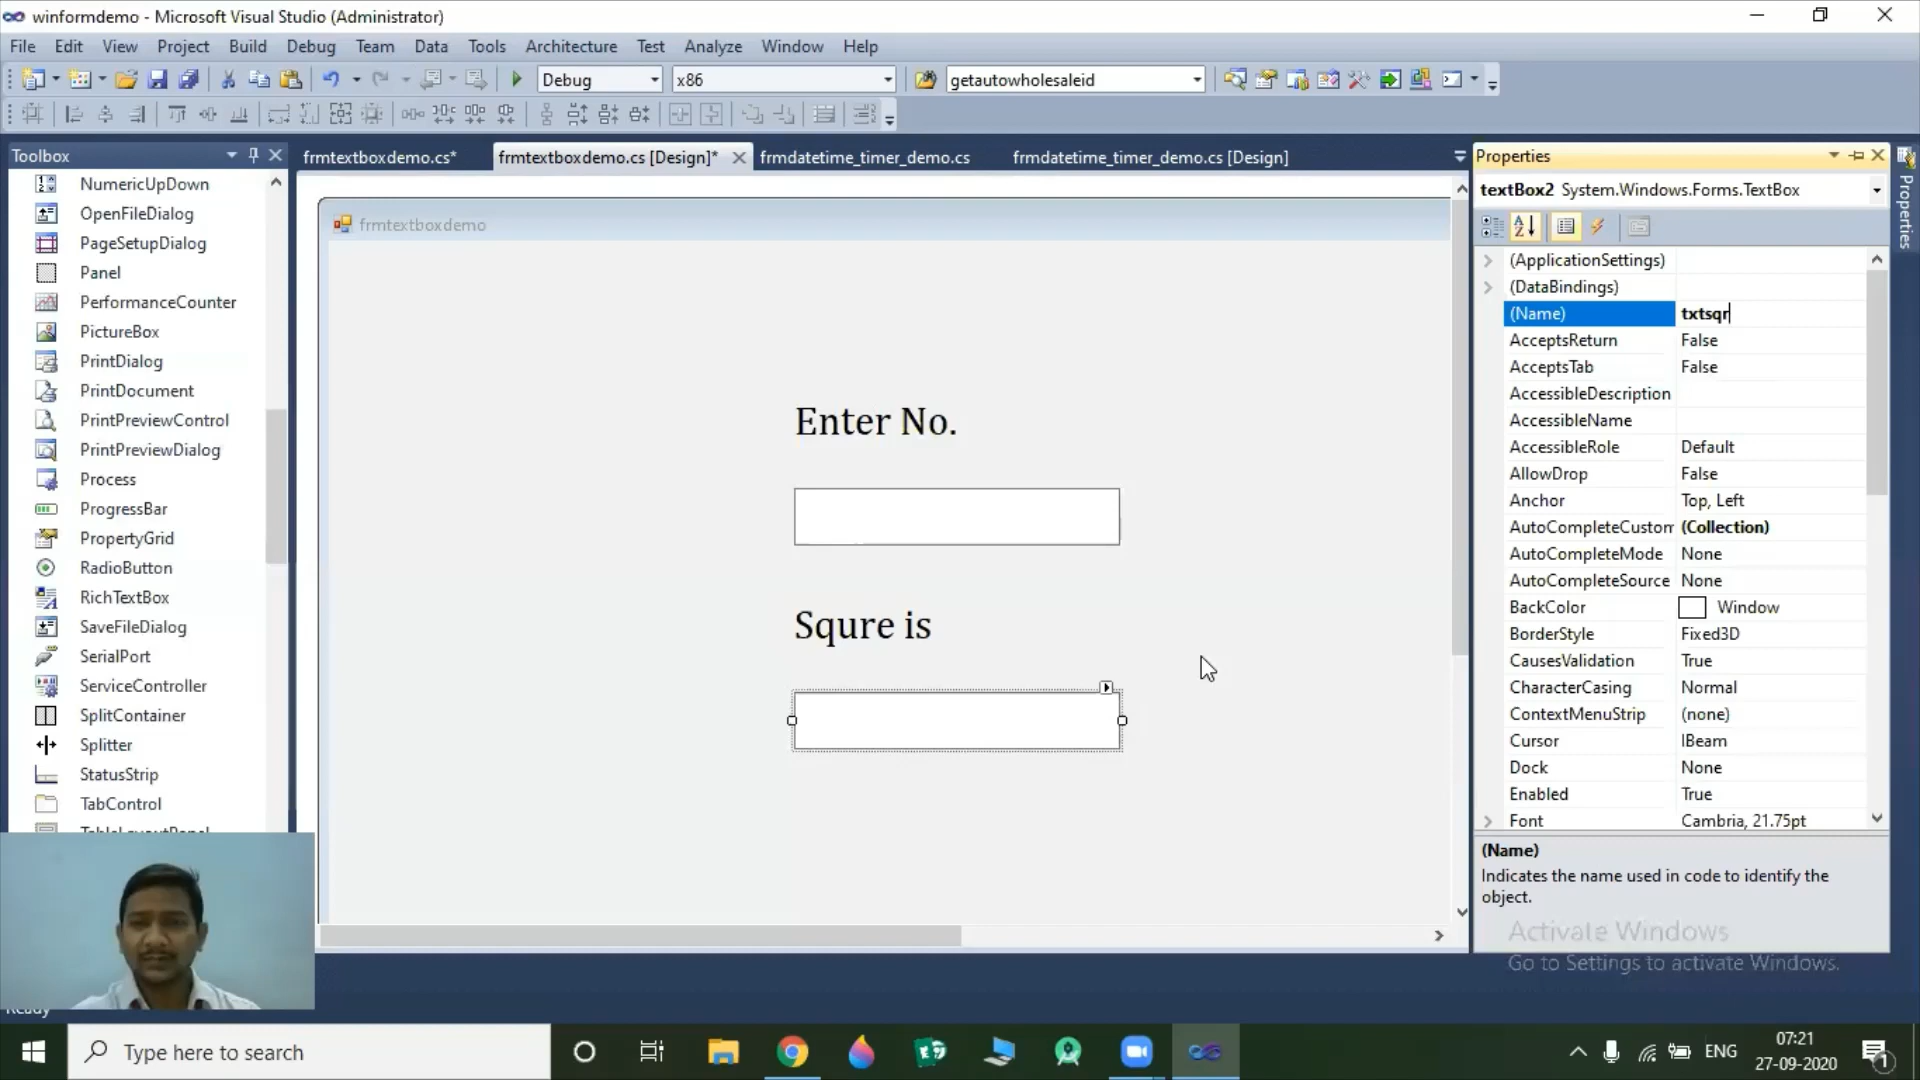 winformdemo - Microsoft Visual Studio (Administrator)
File Edit View Project Build Debug Team Data Tools Architecture Test Analyze Window Help
Debug x86 getautowholesaleid
Toolbox
frmtextboxdemo.cs* frmtextboxdemo.cs [Design]* frmdatetime_timer_demo.cs frmdatetime_timer_demo.cs [Design]
NumericUpDown
OpenFileDialog
PageSetupDialog
Panel
PerformanceCounter
PictureBox
PrintDialog
PrintDocument
PrintPreviewControl
PrintPreviewDialog
Process
ProgressBar
PropertyGrid
RadioButton
RichTextBox
SaveFileDialog
SerialPort
ServiceController
SplitContainer
Splitter
StatusStrip
TabControl
TableLayoutPanel
frmtextboxdemo
Enter No.
Squre is
Properties
textBox2 System.Windows.Forms.TextBox
(ApplicationSettings)
(DataBindings)
(Name) txtsqr
AcceptsReturn False
AcceptsTab False
AccessibleDescription
AccessibleName
AccessibleRole Default
AllowDrop False
Anchor Top, Left
AutoCompleteCustom (Collection)
AutoCompleteMode None
AutoCompleteSource None
BackColor Window
BorderStyle Fixed3D
CausesValidation True
CharacterCasing Normal
ContextMenuStrip (none)
Cursor IBeam
Dock None
Enabled True
Font Cambria, 21.75pt
(Name)
Indicates the name used in code to identify the
object.
Activate Windows
Go to Settings to activate Windows.
Properties
Ready
Type here to search
ENG
07:21
27-09-2020
1